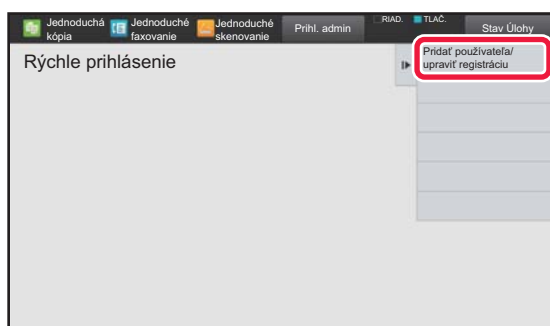 Jednoduchá kópia
Jednoduché faxovanie
Jednoduché skenovanie
Prihl. admin
RIAD.
TLAČ.
Stav Úlohy
Rýchle prihlásenie
Pridať používateľa/
upraviť registráciu